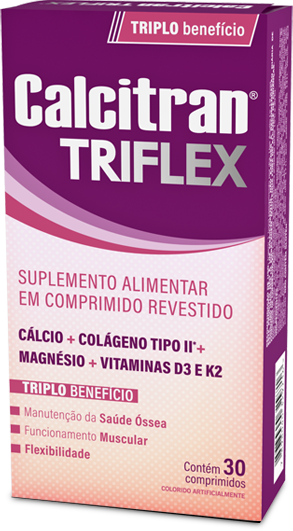 TRIPLO benefício
Calcitran®
TRIFLEX
SUPLEMENTO ALIMENTAR
EM COMPRIMIDO REVESTIDO
CÁLCIO + COLÁGENO TIPO II*+
MAGNÉSIO + VITAMINAS D3 E K2
TRIPLO BENEFÍCIO
Manutenção da Saúde Óssea
Funcionamento Muscular
Flexibilidade
Contém 30
comprimidos
COLORIDO ARTIFICIALMENTE